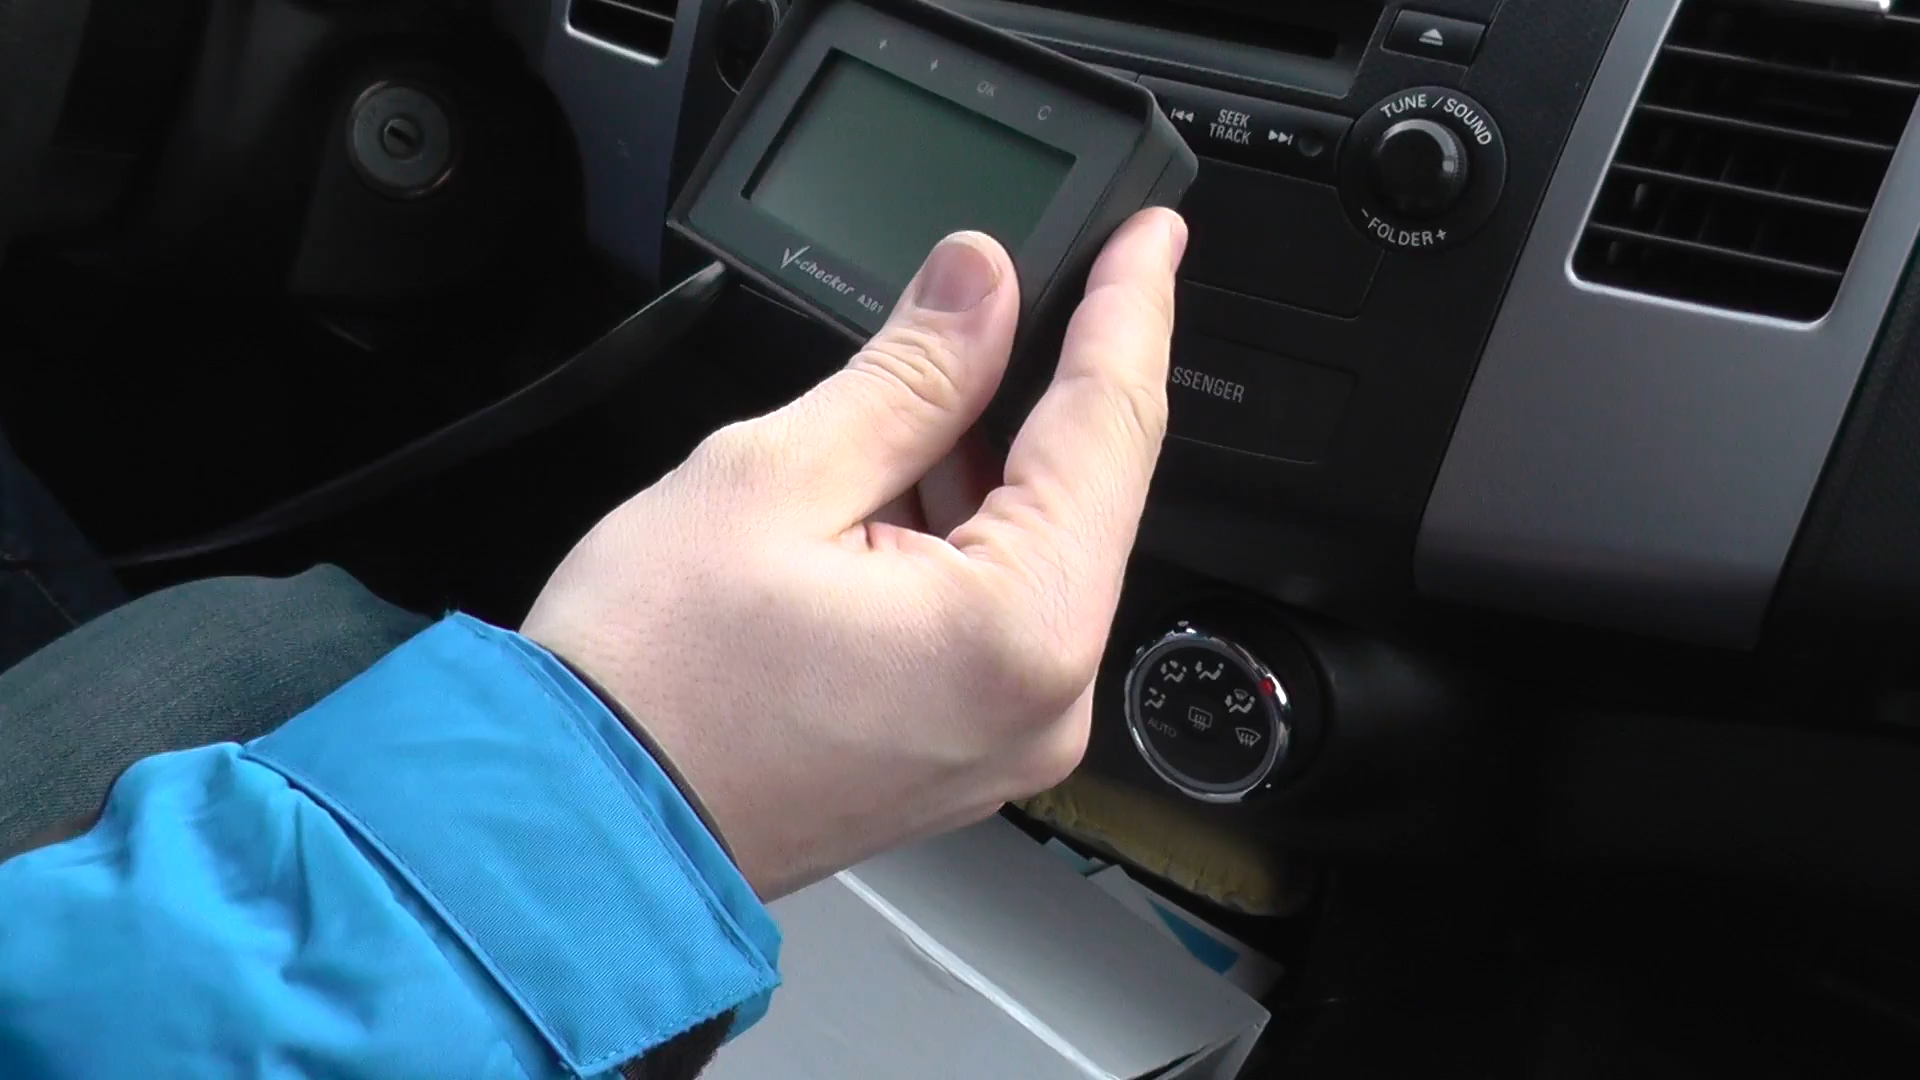 OK C
V-checker A301
SEEK
TRACK
TUNE / SOUND
- FOLDER +
SSENGER
AUTO